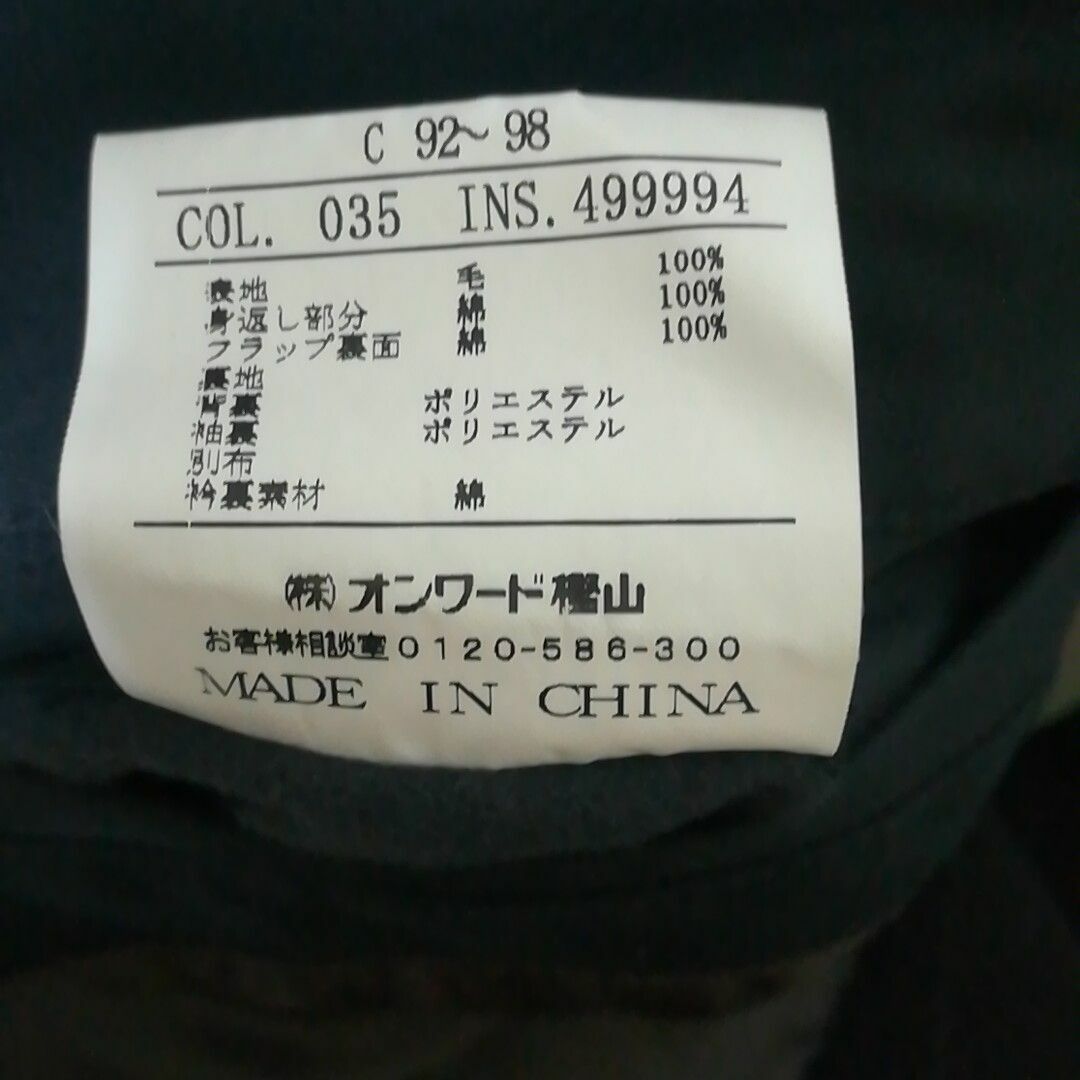 C 92～98
COL. 035 INS. 499994
表地 毛 100%
身返し部分 綿 100%
フラップ裏面 綿 100%
裏地
背裏 ポリエステル
袖裏 ポリエステル
別布
衿裏素材 綿
㈱オンワード樫山
お客様相談室0120-586-300
MADE IN CHINA